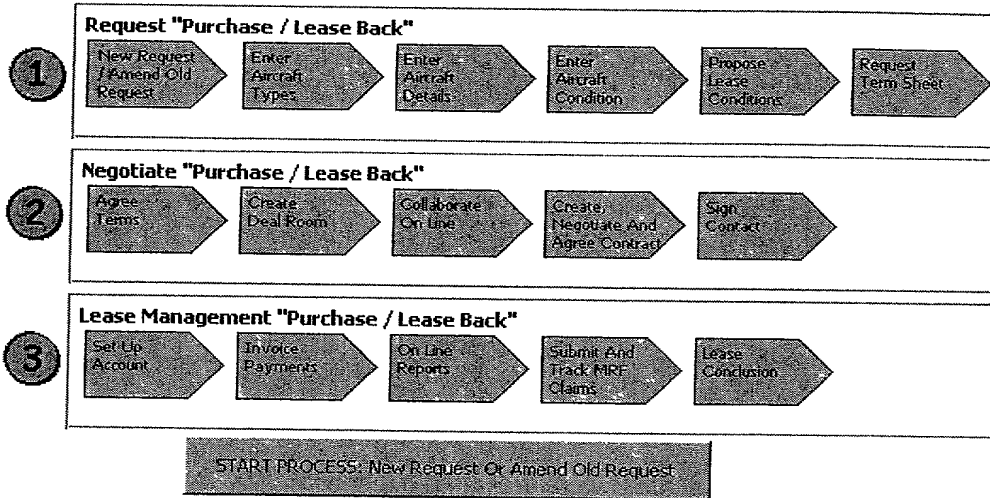 1
Request "Purchase / Lease Back"
New Request
/ Amend Old
Request
Enter
Aircraft
Types
Enter
Aircraft
Details
Enter
Aircraft
Condition
Propose
Lease
Conditions
Request
Term Sheet
2
Negotiate "Purchase / Lease Back"
Agree
Terms
Create
Deal Room
Collaborate
On Line
Create,
Negotiate And
Agree Contract
Sign
Contact
3
Lease Management "Purchase / Lease Back"
Set Up
Account
Invoice
Payments
On Line
Reports
Submit And
Track MRF
Claims
Lease
Conclusion
START PROCESS: New Request Or Amend Old Request